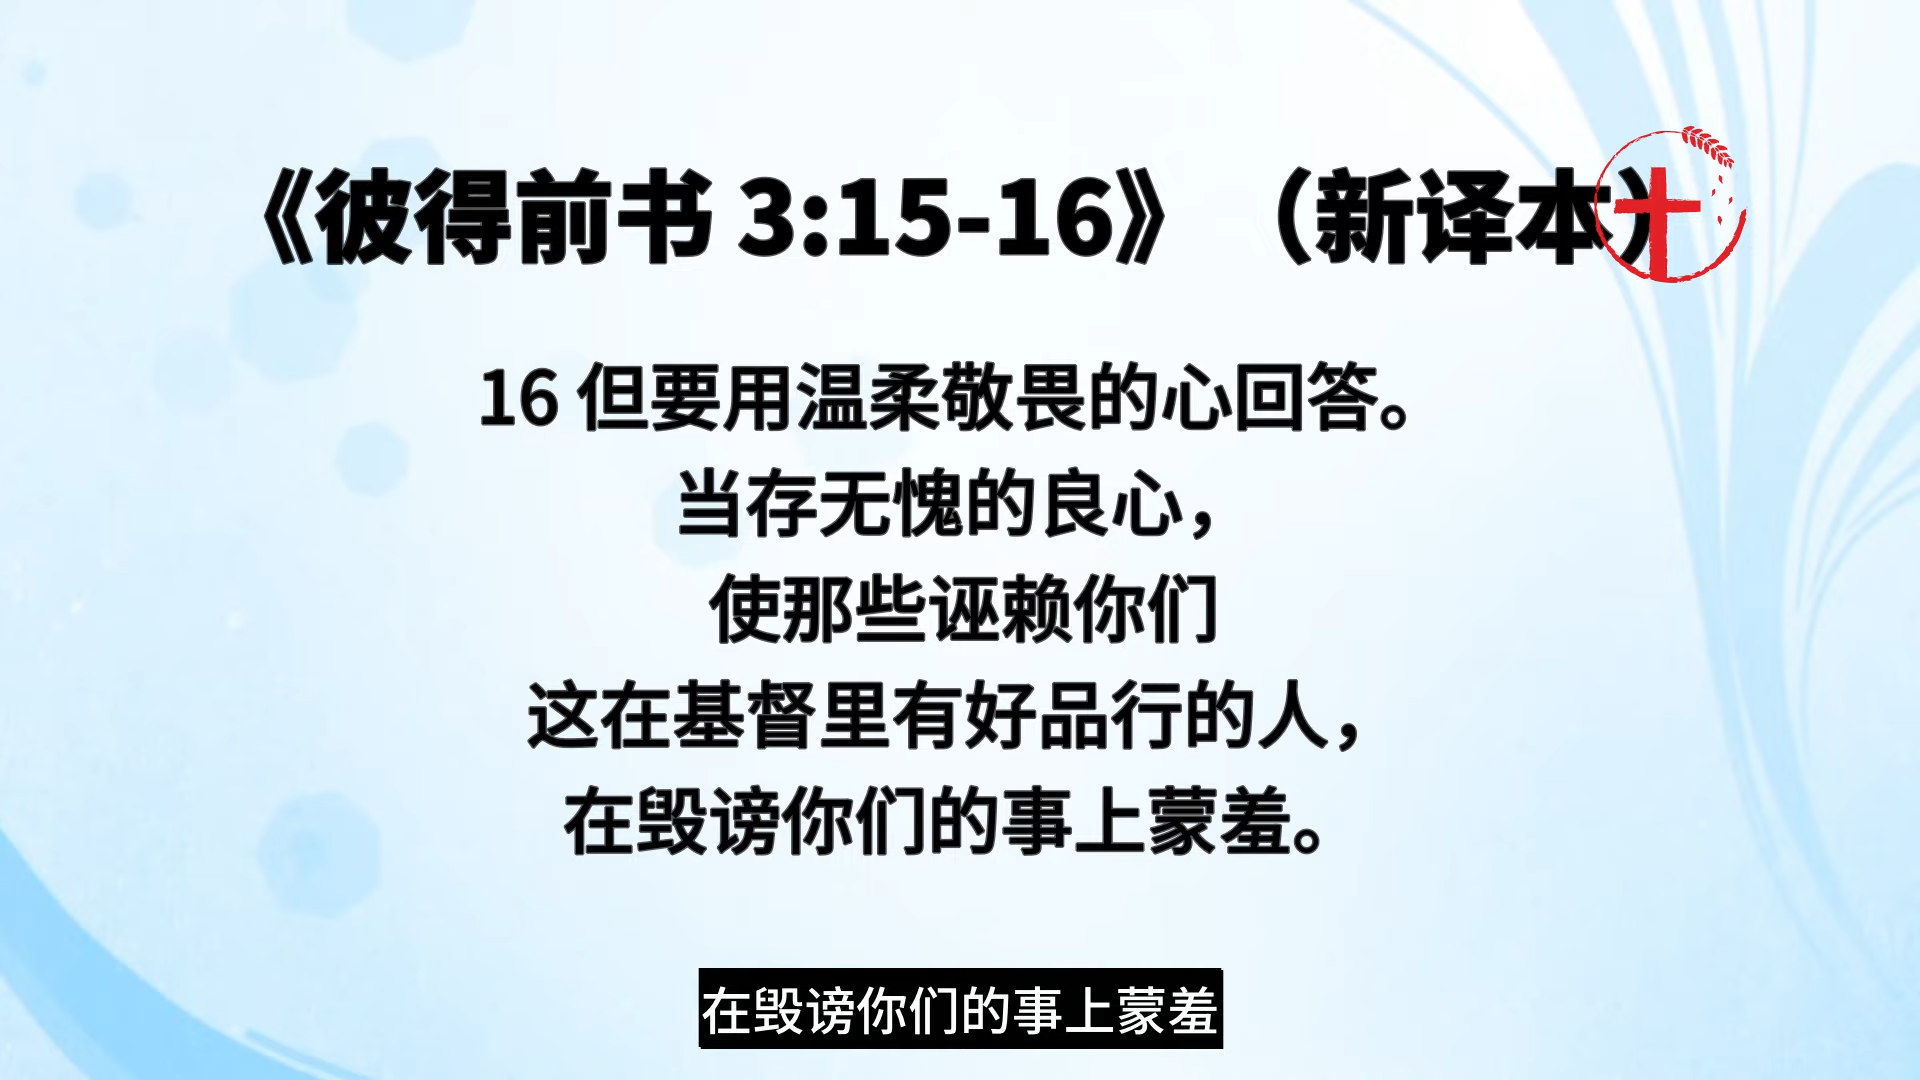 《彼得前书 3:15-16》（新译本）
16 但要用温柔敬畏的心回答。
当存无愧的良心，
使那些诬赖你们
这在基督里有好品行的人，
在毁谤你们的事上蒙羞。
在毁谤你们的事上蒙羞